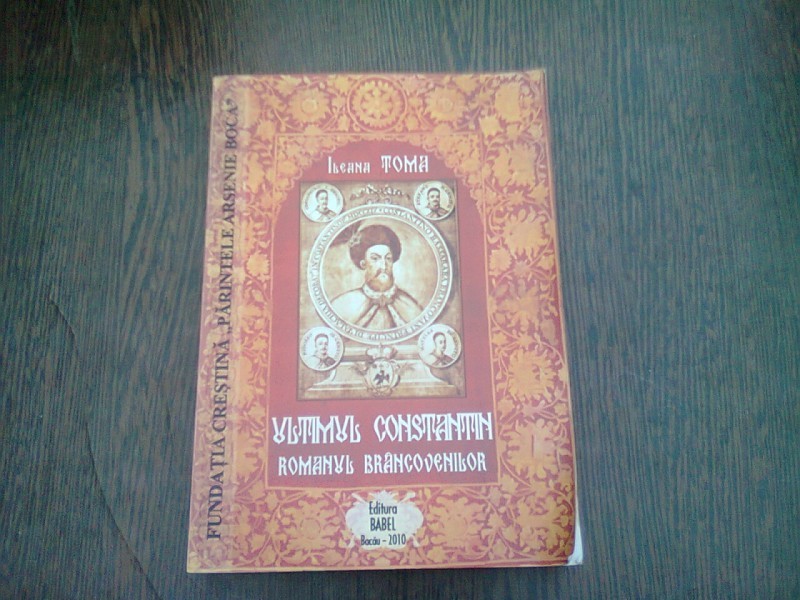 FUNDAȚIA CREȘTINĂ „PĂRINTELE ARSENIE BOCA”
Ileana TOMA
ULTIMUL CONSTANTIN
ROMANUL BRÂNCOVENILOR
Editura
BABEL
Bacău - 2010